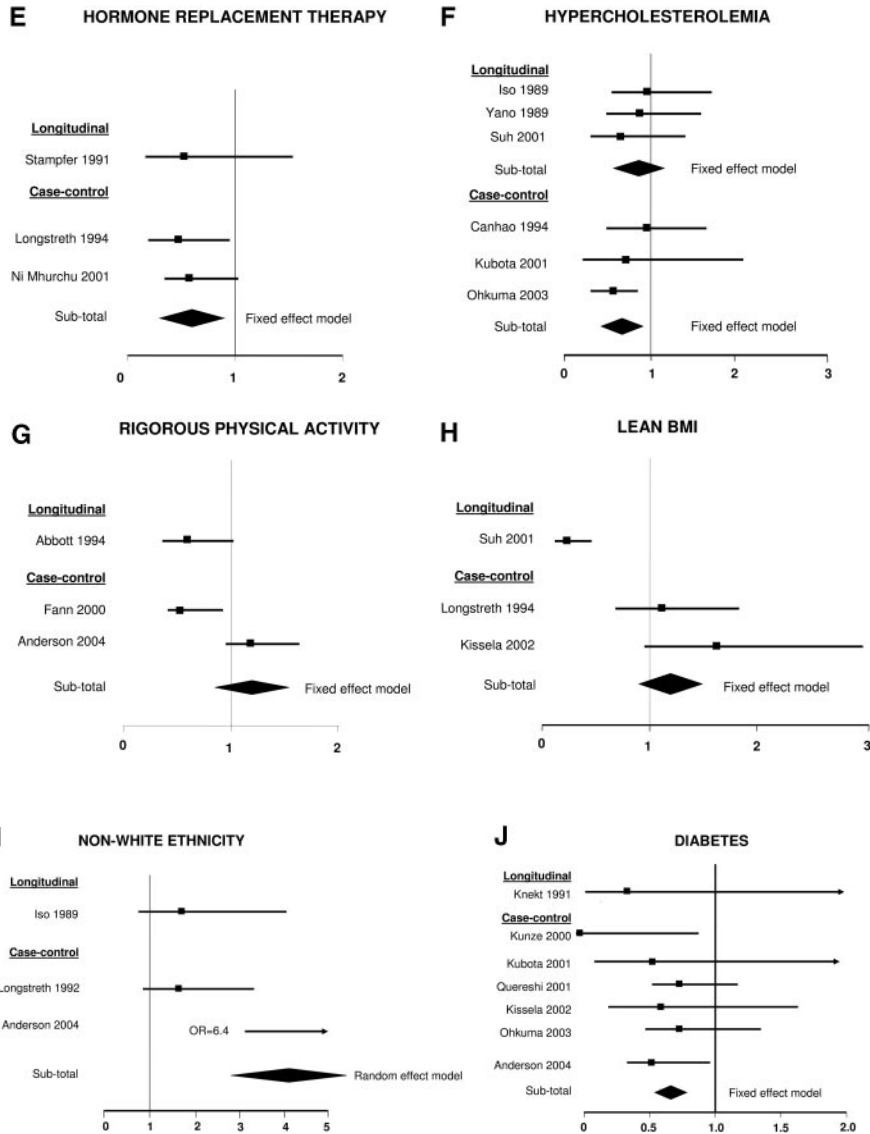 E HORMONE REPLACEMENT THERAPY
Longitudinal
Stampfer 1991
Case-control
Longstreth 1994
Ni Mhurchu 2001
Sub-total Fixed effect model
0 1 2
F HYPERCHOLESTEROLEMIA
Longitudinal
Iso 1989
Yano 1989
Suh 2001
Sub-total Fixed effect model
Case-control
Canhao 1994
Kubota 2001
Ohkuma 2003
Sub-total Fixed effect model
0 1 2 3
G RIGOROUS PHYSICAL ACTIVITY
Longitudinal
Abbott 1994
Case-control
Fann 2000
Anderson 2004
Sub-total Fixed effect model
0 1 2
H LEAN BMI
Longitudinal
Suh 2001
Case-control
Longstreth 1994
Kissela 2002
Sub-total Fixed effect model
0 1 2 3
NON-WHITE ETHNICITY
Longitudinal
Iso 1989
Case-control
Longstreth 1992
Anderson 2004 OR=6.4
Sub-total Random effect model
0 1 2 3 4 5
J DIABETES
Longitudinal
Knekt 1991
Case-control
Kunze 2000
Kubota 2001
Quereshi 2001
Kissela 2002
Ohkuma 2003
Anderson 2004
Sub-total Fixed effect model
0 0.5 1.0 1.0 2.0